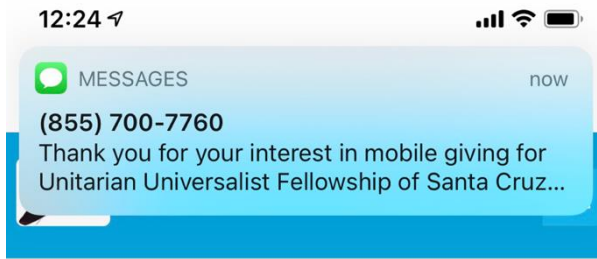 12:24
MESSAGES now
(855) 700-7760
Thank you for your interest in mobile giving for
Unitarian Universalist Fellowship of Santa Cruz...